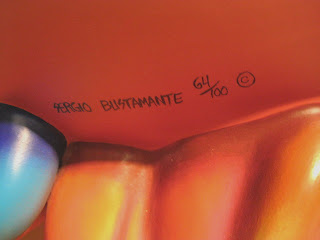 SERGIO BUSTAMANTE 64/100 ©